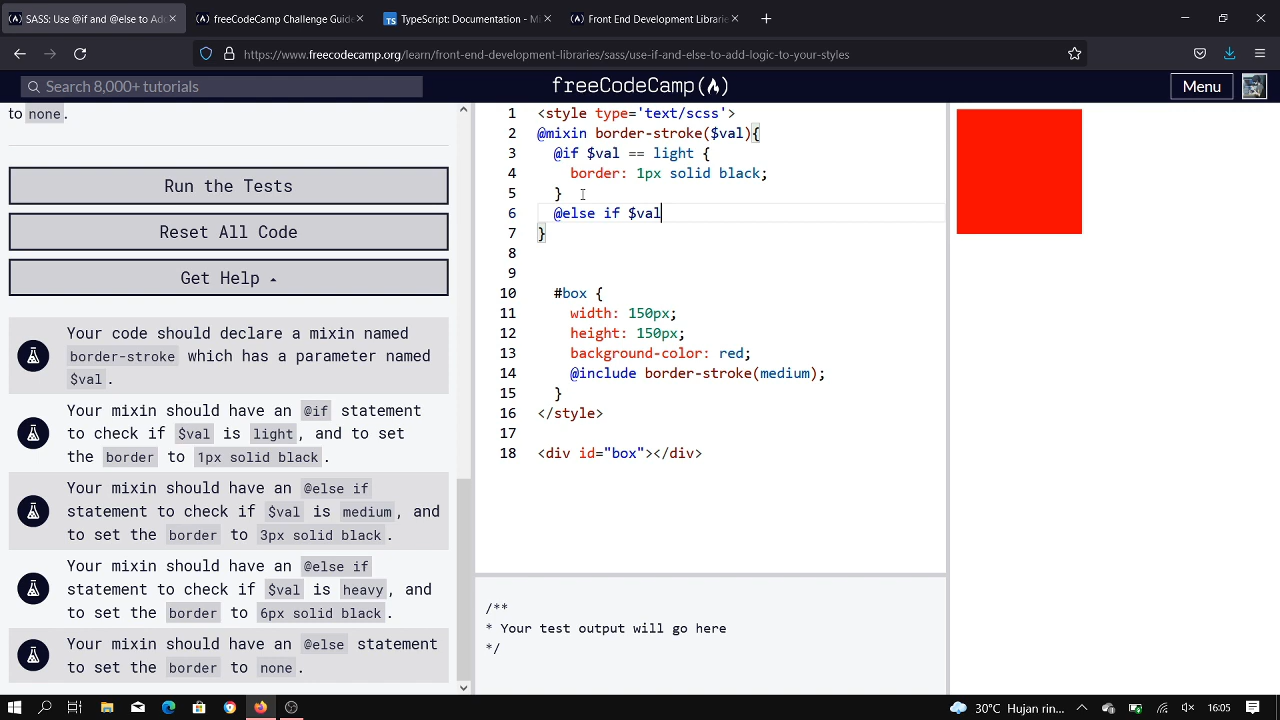 SASS: Use @if and @else to Ad
freeCodeCamp Challenge Guide
TypeScript: Documentation - M
Front End Development Librarie
https://www.freecodecamp.org/learn/front-end-development-libraries/sass/use-if-and-else-to-add-logic-to-your-styles
Search 8,000+ tutorials
freeCodeCamp
Menu
to none.
Run the Tests
Reset All Code
Get Help
Your code should declare a mixin named
border-stroke which has a parameter named
$val.
Your mixin should have an @if statement
to check if $val is light, and to set
the border to 1px solid black.
Your mixin should have an @else if
statement to check if $val is medium, and
to set the border to 3px solid black.
Your mixin should have an @else if
statement to check if $val is heavy, and
to set the border to 6px solid black.
Your mixin should have an @else statement
to set the border to none.
1 <style type='text/scss'>
2 @mixin border-stroke($val){
3 @if $val == light {
4 border: 1px solid black;
5 }
6 @else if $val
7 }
8
9
10 #box {
11 width: 150px;
12 height: 150px;
13 background-color: red;
14 @include border-stroke(medium);
15 }
16 </style>
17
18 <div id="box"></div>
/**
* Your test output will go here
*/
30°C Hujan rin...
16:05